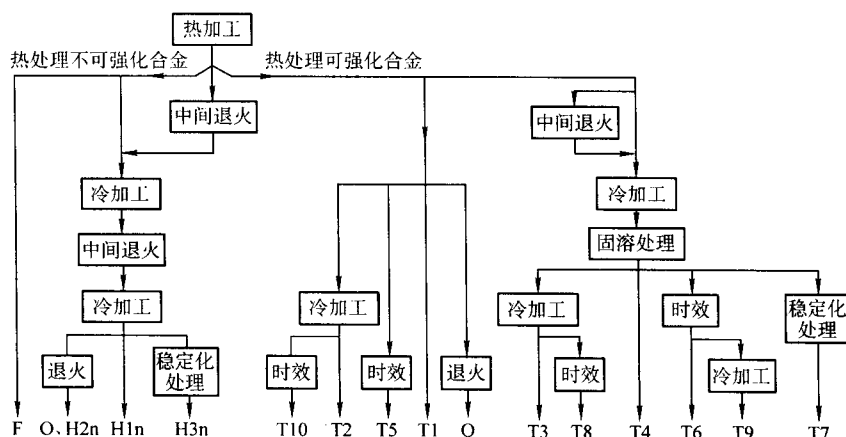 热加工
热处理不可强化合金
热处理可强化合金
中间退火
中间退火
冷加工
冷加工
中间退火
固溶处理
冷加工
冷加工
冷加工
时效
稳定化
处理
退火
稳定化
处理
时效
时效
退火
时效
冷加工
F
O、H2n
H1n
H3n
T10
T2
T5
T1
O
T3
T8
T4
T6
T9
T7